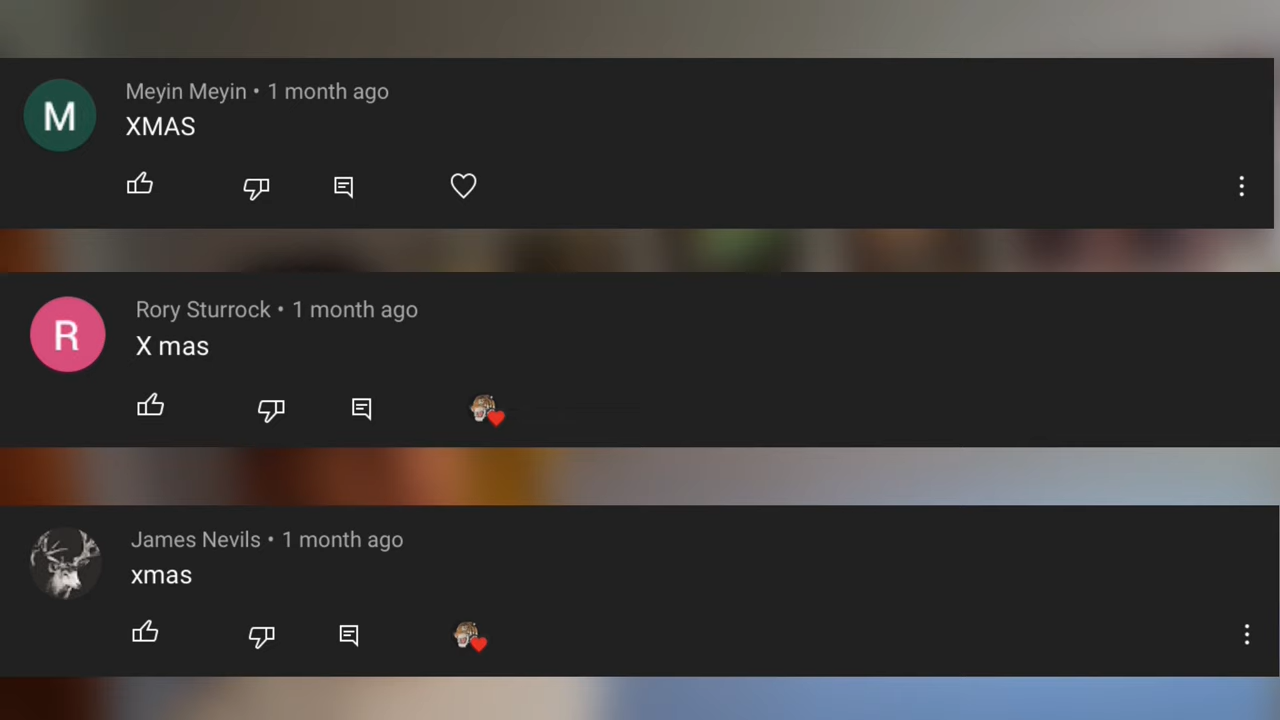 Meyin Meyin • 1 month ago
XMAS
Rory Sturrock • 1 month ago
X mas
James Nevils • 1 month ago
xmas